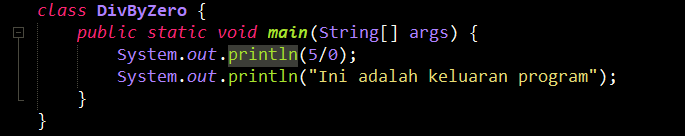 class DivByZero {
public static void main(String[] args) {
System.out.println(5/0);
System.out.println("Ini adalah keluaran program");
}
}